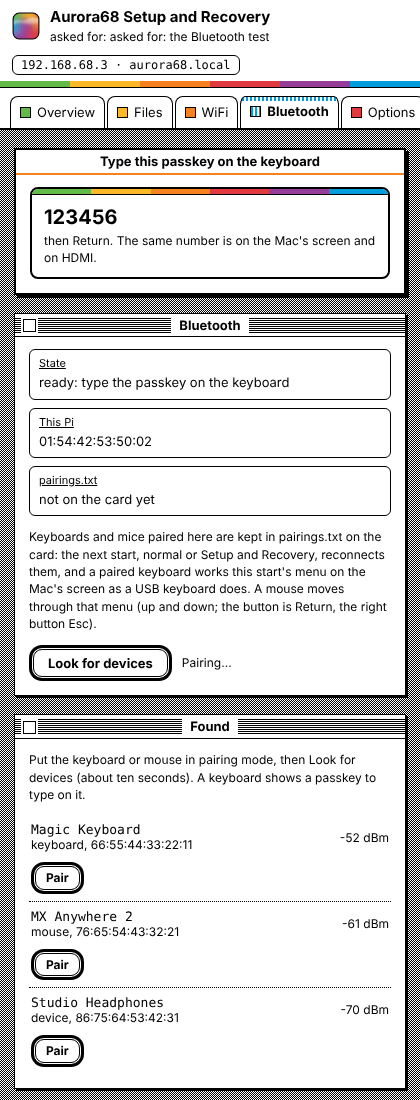 Aurora68 Setup and Recovery
asked for: asked for: the Bluetooth test
192.168.68.3 · aurora68.local
Overview
Files
WiFi
Bluetooth
Options
Type this passkey on the keyboard
123456
then Return. The same number is on the Mac's screen and
on HDMI.
Bluetooth
State
ready: type the passkey on the keyboard
This Pi
01:54:42:53:50:02
pairings.txt
not on the card yet
Keyboards and mice paired here are kept in pairings.txt on the
card: the next start, normal or Setup and Recovery, reconnects
them, and a paired keyboard works this start's menu on the
Mac's screen as a USB keyboard does. A mouse moves
through that menu (up and down; the button is Return, the right
button Esc).
Look for devices
Pairing...
Found
Put the keyboard or mouse in pairing mode, then Look for
devices (about ten seconds). A keyboard shows a passkey to
type on it.
Magic Keyboard
keyboard, 66:55:44:33:22:11
-52 dBm
Pair
MX Anywhere 2
mouse, 76:65:54:43:32:21
-61 dBm
Pair
Studio Headphones
device, 86:75:64:53:42:31
-70 dBm
Pair